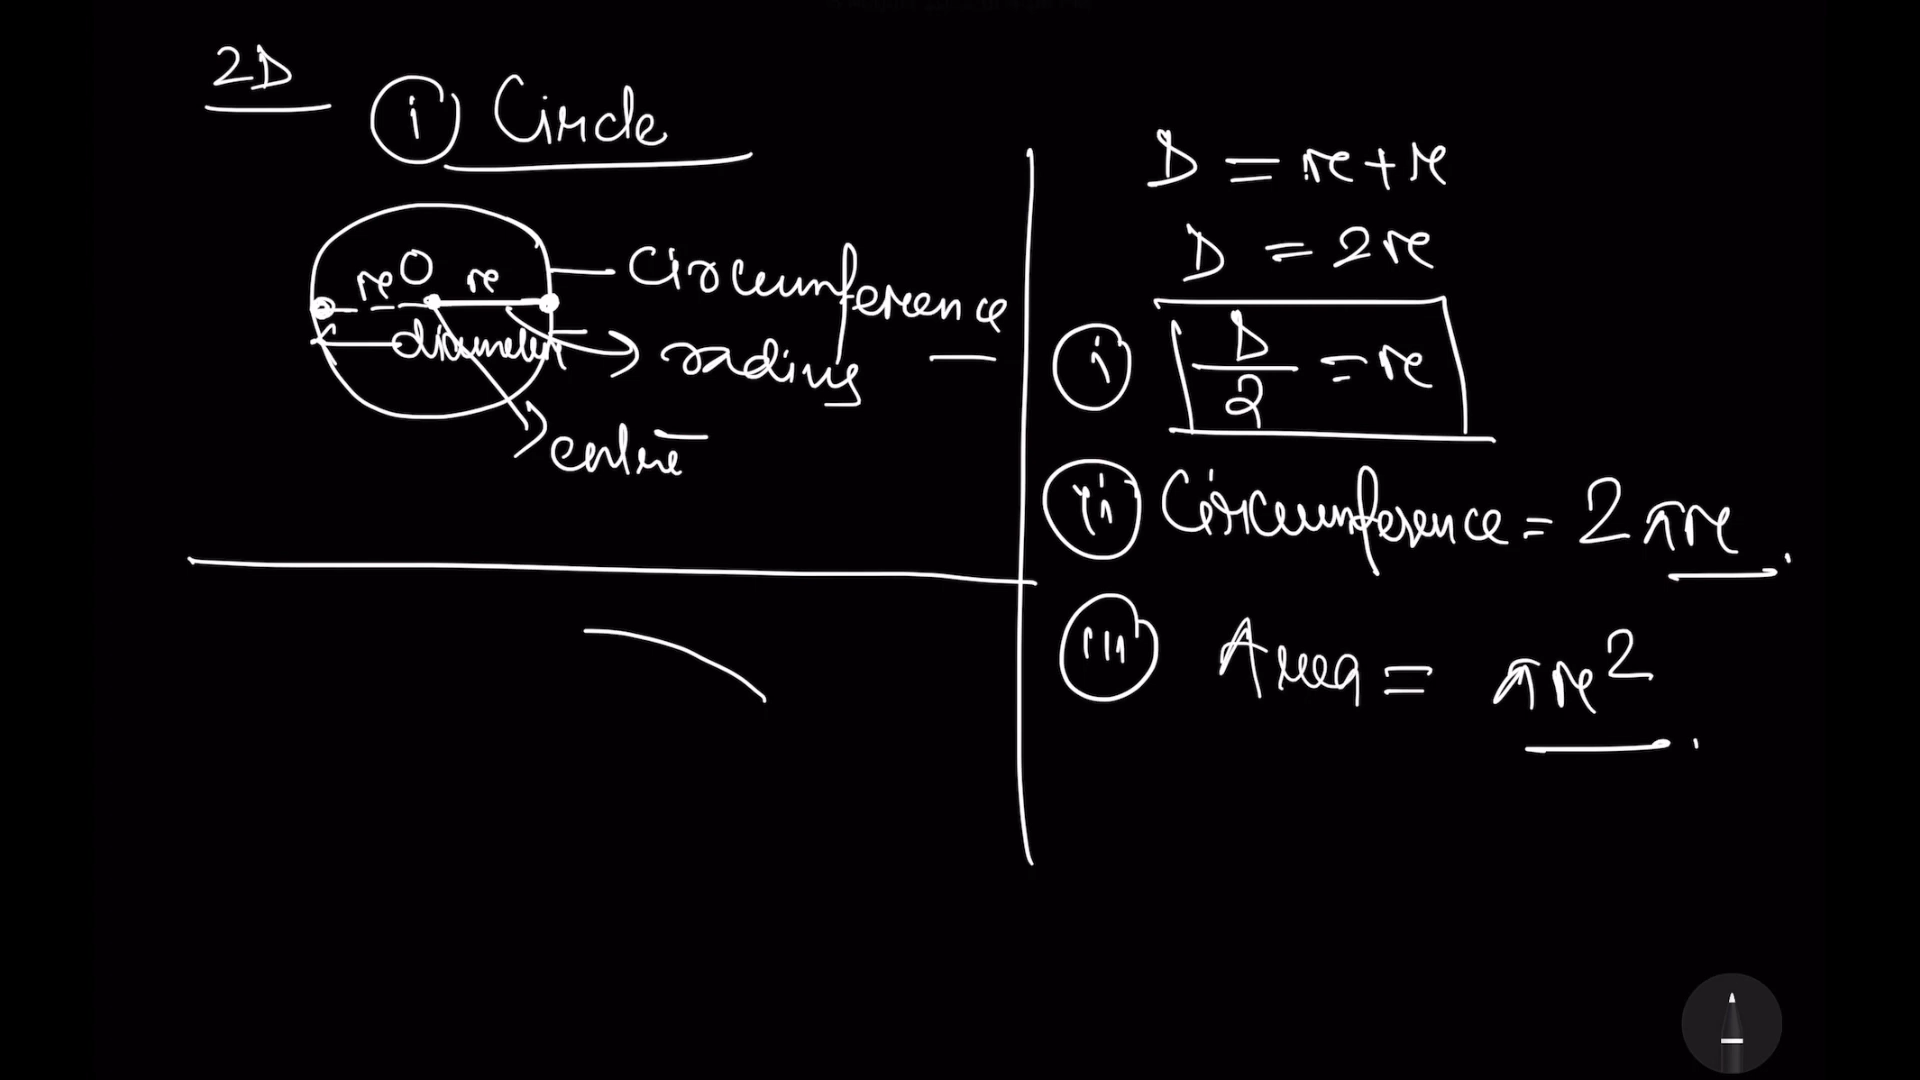 2D
(i) Circle
r O r
Circumference
diameter
radius
centre
D = r + r
D = 2r
(i) D/2 = r
(ii) Circumference = 2πr.
(iii) Area = πr².